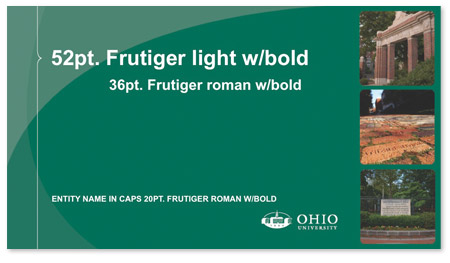 52pt. Frutiger light w/bold
36pt. Frutiger roman w/bold
ENTITY NAME IN CAPS 20PT. FRUTIGER ROMAN W/BOLD
OHIO
UNIVERSITY